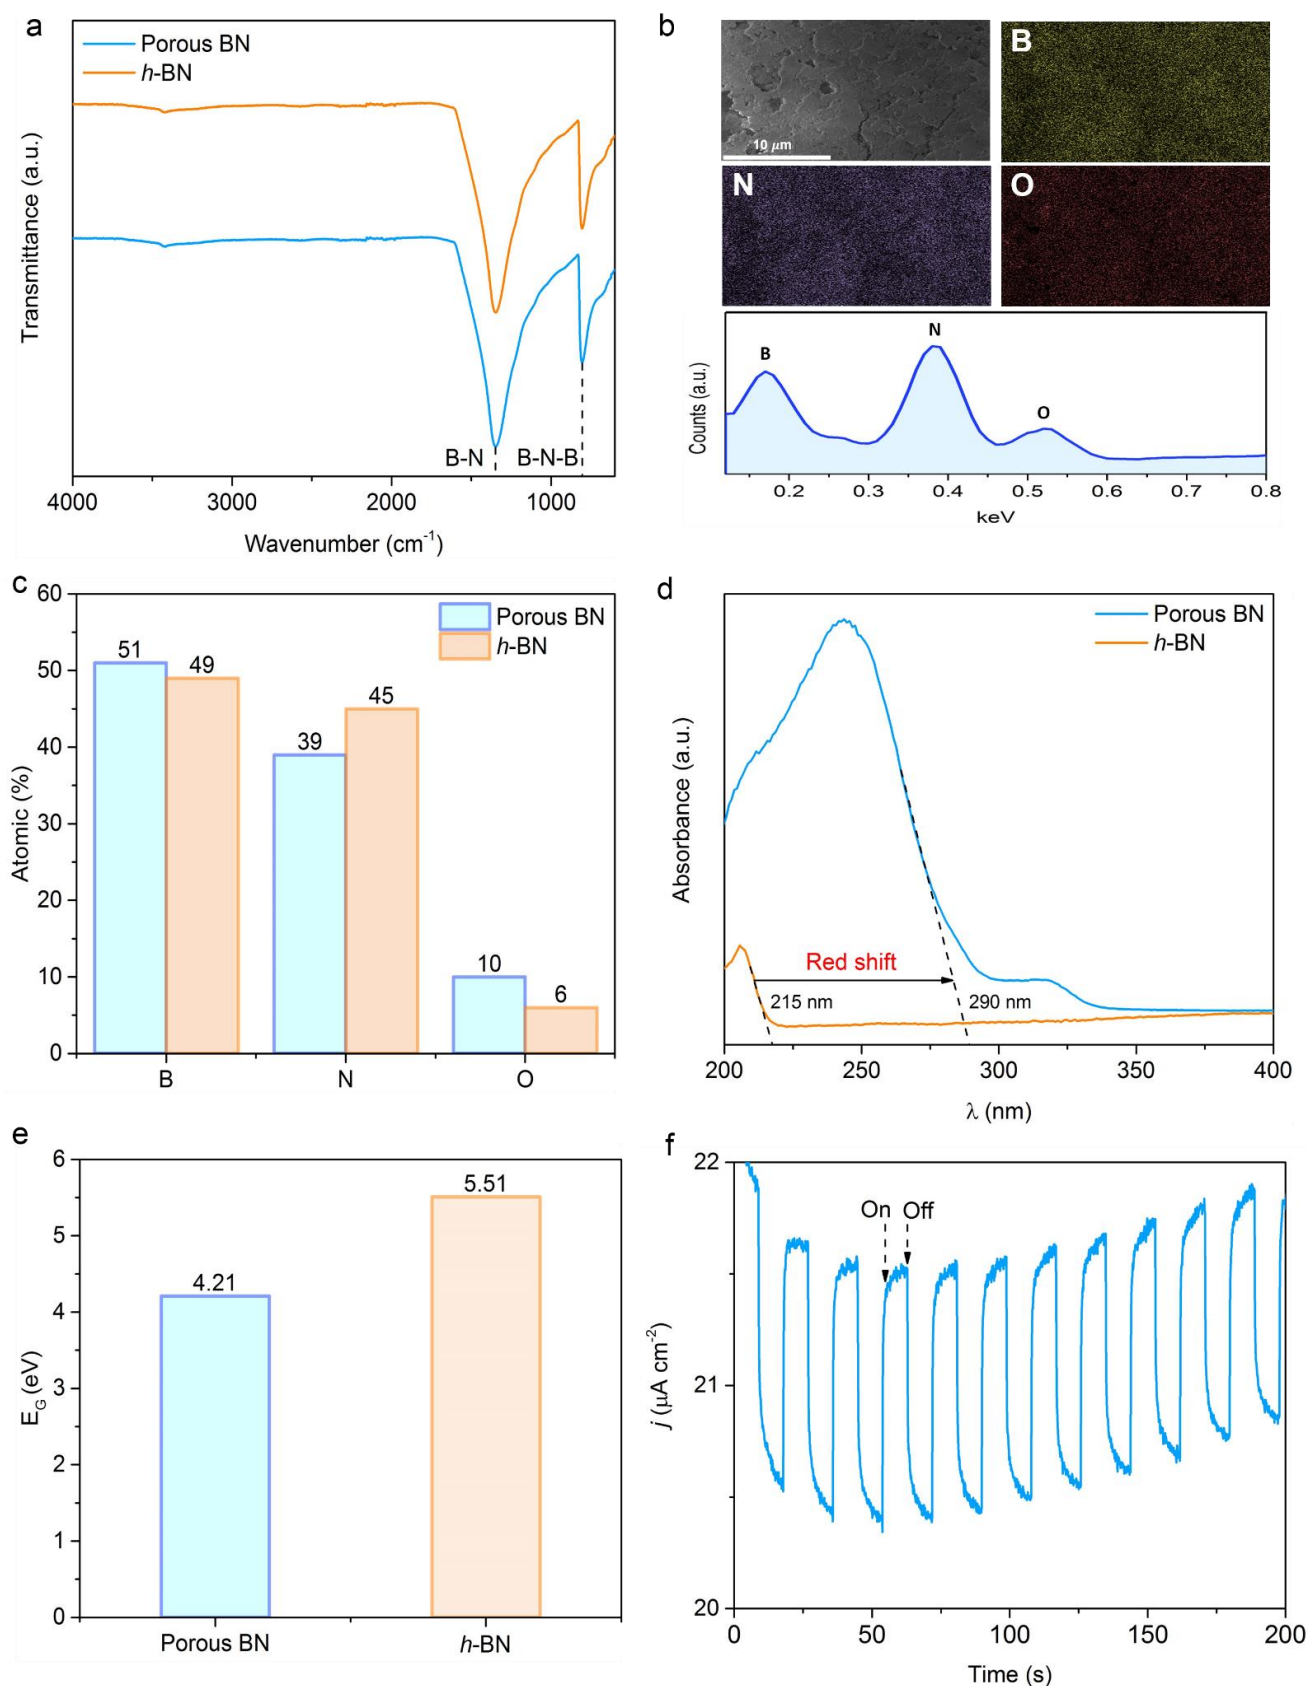 a
Porous BN
h-BN
Transmittance (a.u.)
B-N
B-N-B
4000 3000 2000 1000
Wavenumber (cm⁻¹)
b
10 µm
B
N
O
Counts (a.u.)
B
N
O
0.2 0.3 0.4 0.5 0.6 0.7 0.8
keV
c
Porous BN
h-BN
Atomic (%)
60
50
40
30
20
10
0
51
49
39
45
10
6
B N O
d
Porous BN
h-BN
Absorbance (a.u.)
Red shift
215 nm
290 nm
200 250 300 350 400
λ (nm)
e
E_G (eV)
6
5
4
3
2
1
0
4.21
5.51
Porous BN
h-BN
f
j (µA cm⁻²)
22
21
20
On
Off
0 50 100 150 200
Time (s)